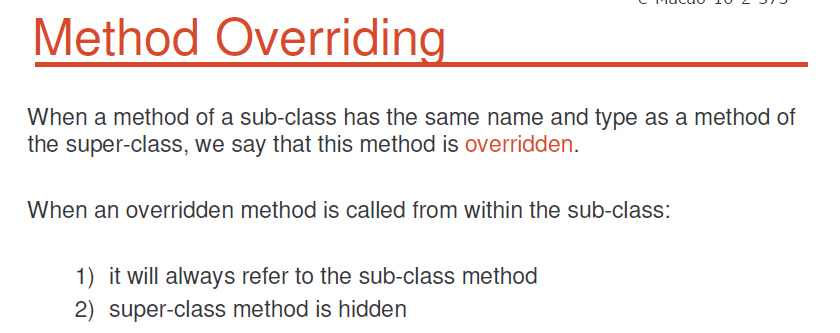 Method Overriding
When a method of a sub-class has the same name and type as a method of
the super-class, we say that this method is overridden.
When an overridden method is called from within the sub-class:
1) it will always refer to the sub-class method
2) super-class method is hidden